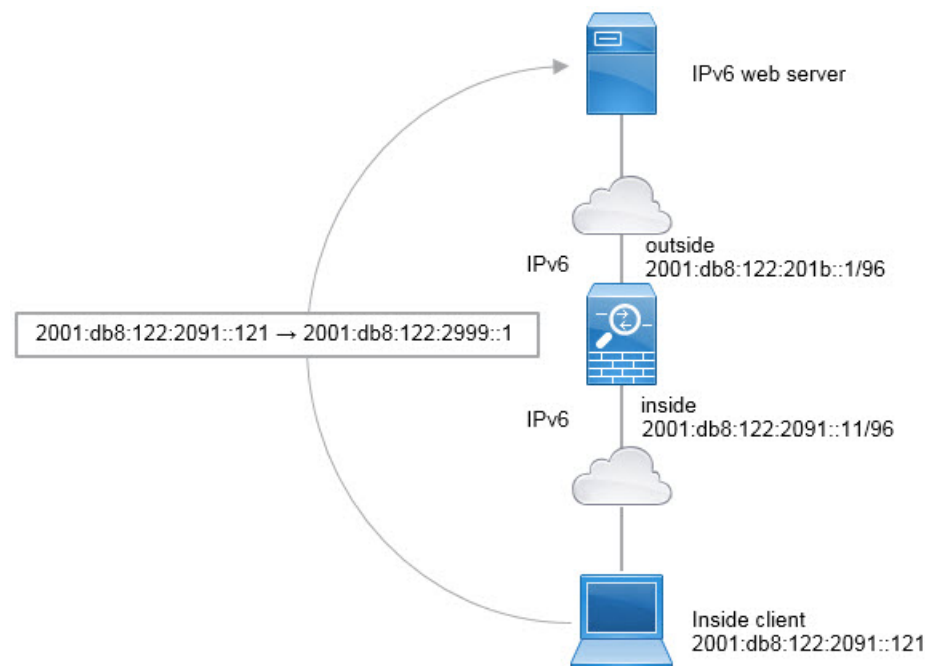 IPv6 web server
outside
IPv6
2001:db8:122:201b::1/96
2001:db8:122:2091::121 → 2001:db8:122:2999::1
inside
IPv6
2001:db8:122:2091::11/96
Inside client
2001:db8:122:2091::121